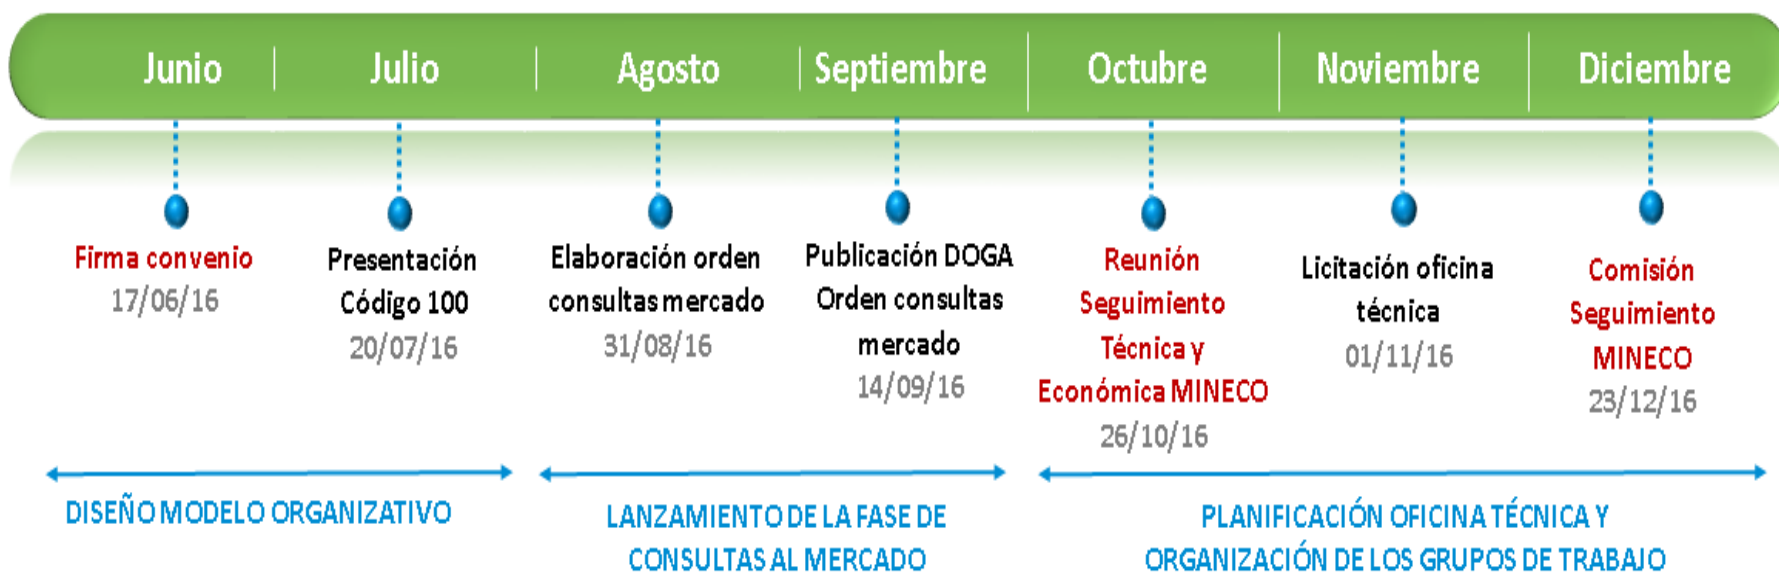 Junio
Julio
Agosto
Septiembre
Octubre
Noviembre
Diciembre
Firma convenio
17/06/16
Presentación
Código 100
20/07/16
Elaboración orden
consultas mercado
31/08/16
Publicación DOGA
Orden consultas
mercado
14/09/16
Reunión
Seguimiento
Técnica y
Económica MINECO
26/10/16
Licitación oficina
técnica
01/11/16
Comisión
Seguimiento
MINECO
23/12/16
DISEÑO MODELO ORGANIZATIVO
LANZAMIENTO DE LA FASE DE
CONSULTAS AL MERCADO
PLANIFICACIÓN OFICINA TÉCNICA Y
ORGANIZACIÓN DE LOS GRUPOS DE TRABAJO